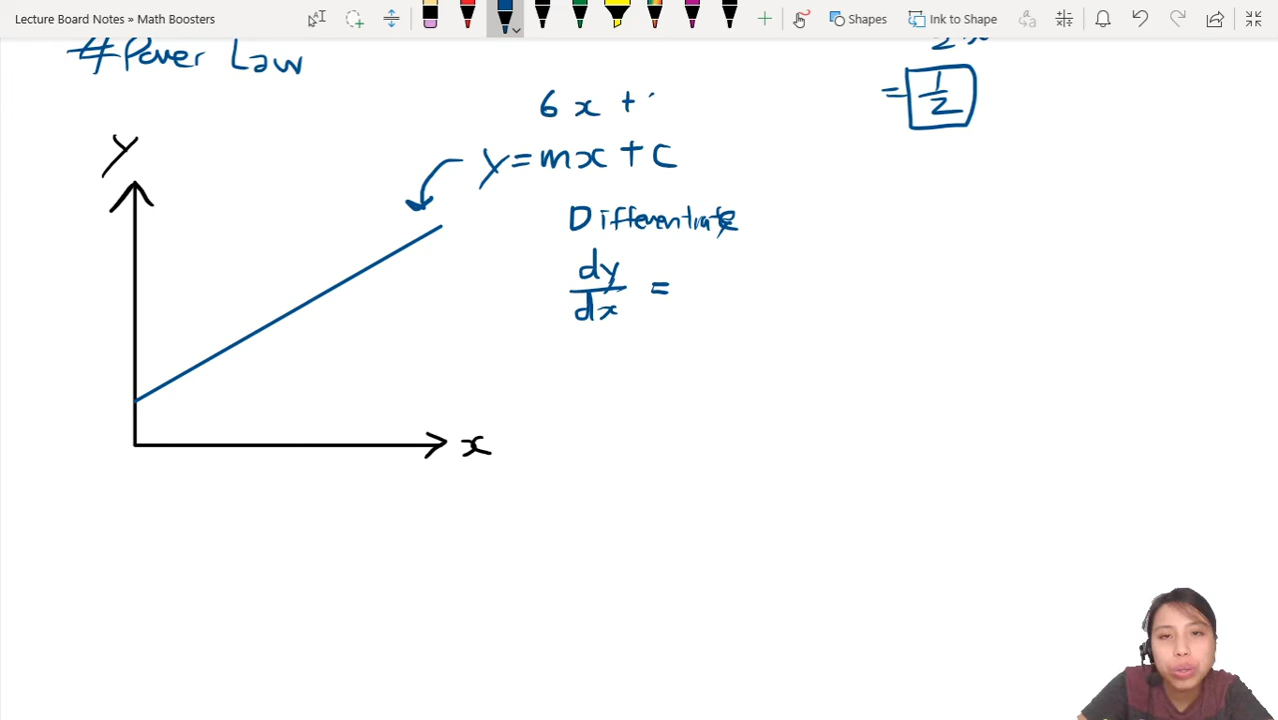 Lecture Board Notes » Math Boosters
Shapes
Ink to Shape
#Power Law
= 1/2
6x +
y
y = mx + c
Differentiate
dy/dx =
x